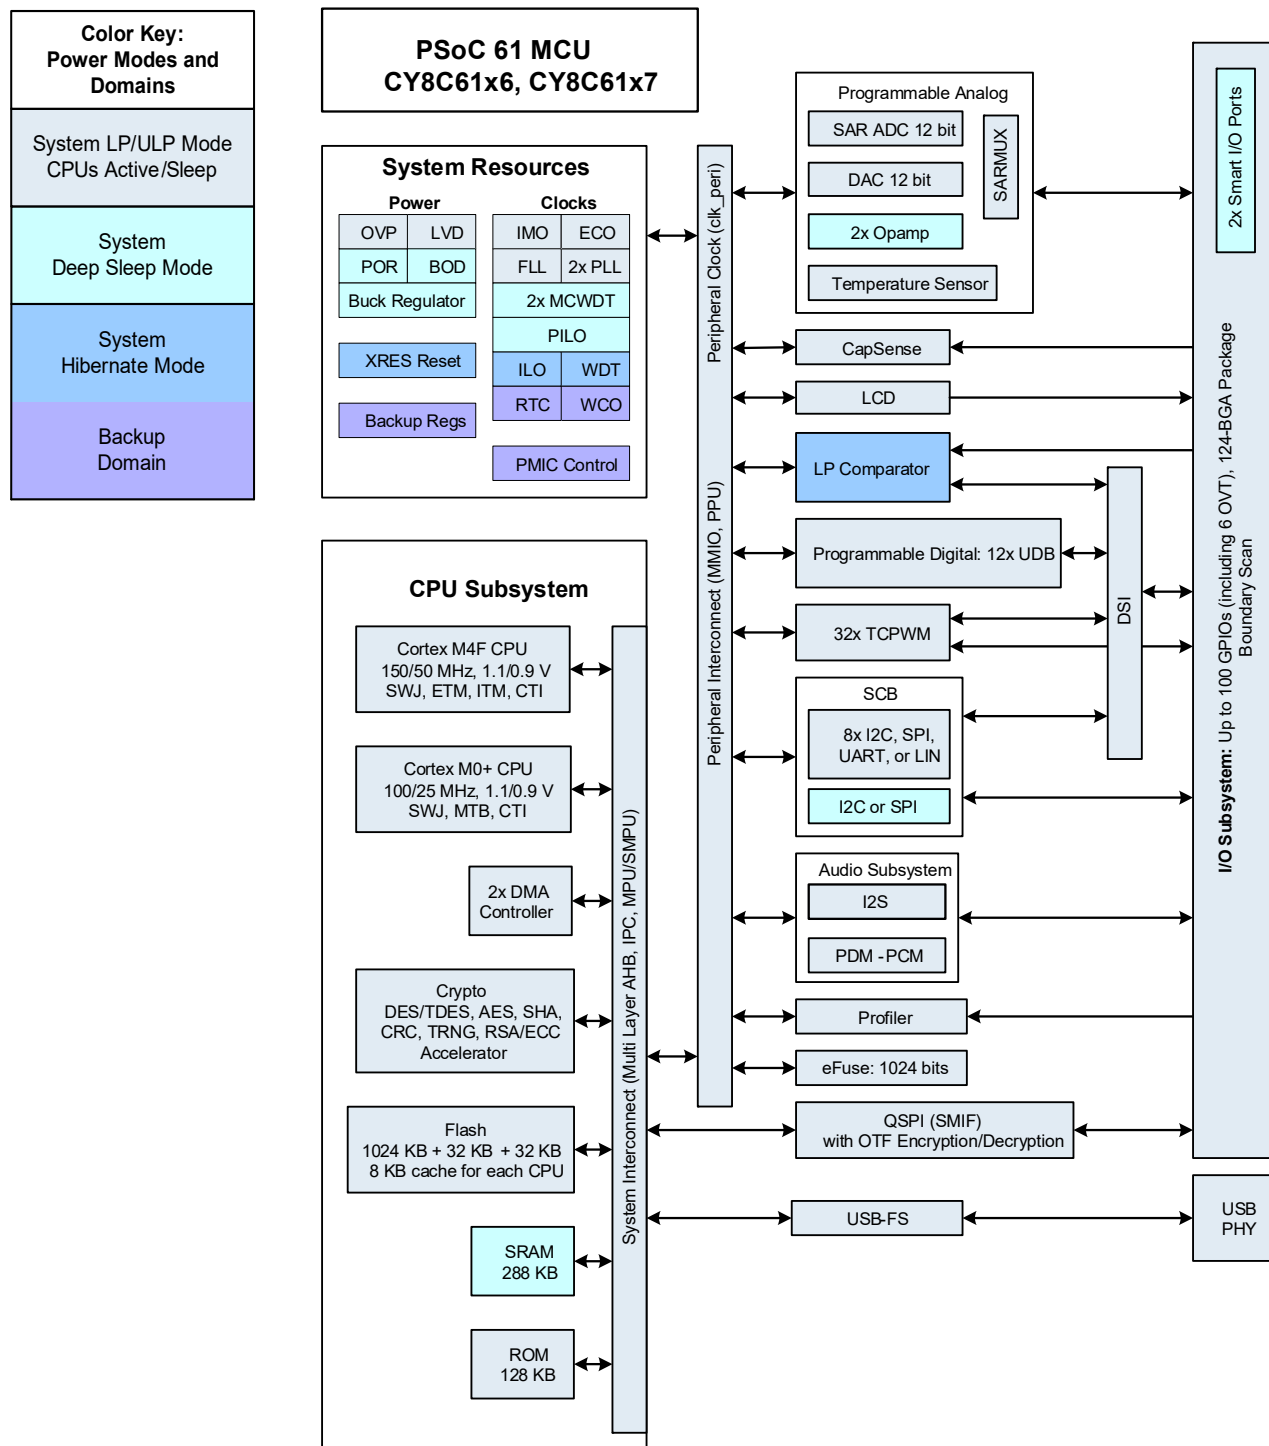 Color Key:
Power Modes and
Domains
System LP/ULP Mode
CPUs Active/Sleep
System
Deep Sleep Mode
System
Hibernate Mode
Backup
Domain
PSoC 61 MCU
CY8C61x6, CY8C61x7
System Resources
Power
OVP LVD
POR BOD
Buck Regulator
XRES Reset
Backup Regs
Clocks
IMO ECO
FLL 2x PLL
2x MCWDT
PILO
ILO WDT
RTC WCO
PMIC Control
CPU Subsystem
Cortex M4F CPU
150/50 MHz, 1.1/0.9 V
SWJ, ETM, ITM, CTI
Cortex M0+ CPU
100/25 MHz, 1.1/0.9 V
SWJ, MTB, CTI
2x DMA
Controller
Crypto
DES/TDES, AES, SHA,
CRC, TRNG, RSA/ECC
Accelerator
Flash
1024 KB + 32 KB + 32 KB
8 KB cache for each CPU
SRAM
288 KB
ROM
128 KB
System Interconnect (Multi Layer AHB, IPC, MPU/SMPU)
Peripheral Interconnect (MMIO, PPU)
Peripheral Clock (clk_peri)
Programmable Analog
SAR ADC 12 bit
DAC 12 bit
2x Opamp
Temperature Sensor
SARMUX
CapSense
LCD
LP Comparator
Programmable Digital: 12x UDB
32x TCPWM
SCB
8x I2C, SPI,
UART, or LIN
I2C or SPI
Audio Subsystem
I2S
PDM-PCM
Profiler
eFuse: 1024 bits
QSPI (SMIF)
with OTF Encryption/Decryption
USB-FS
DSI
2x Smart I/O Ports
I/O Subsystem: Up to 100 GPIOs (including 6 OVT), 124-BGA Package
Boundary Scan
USB
PHY